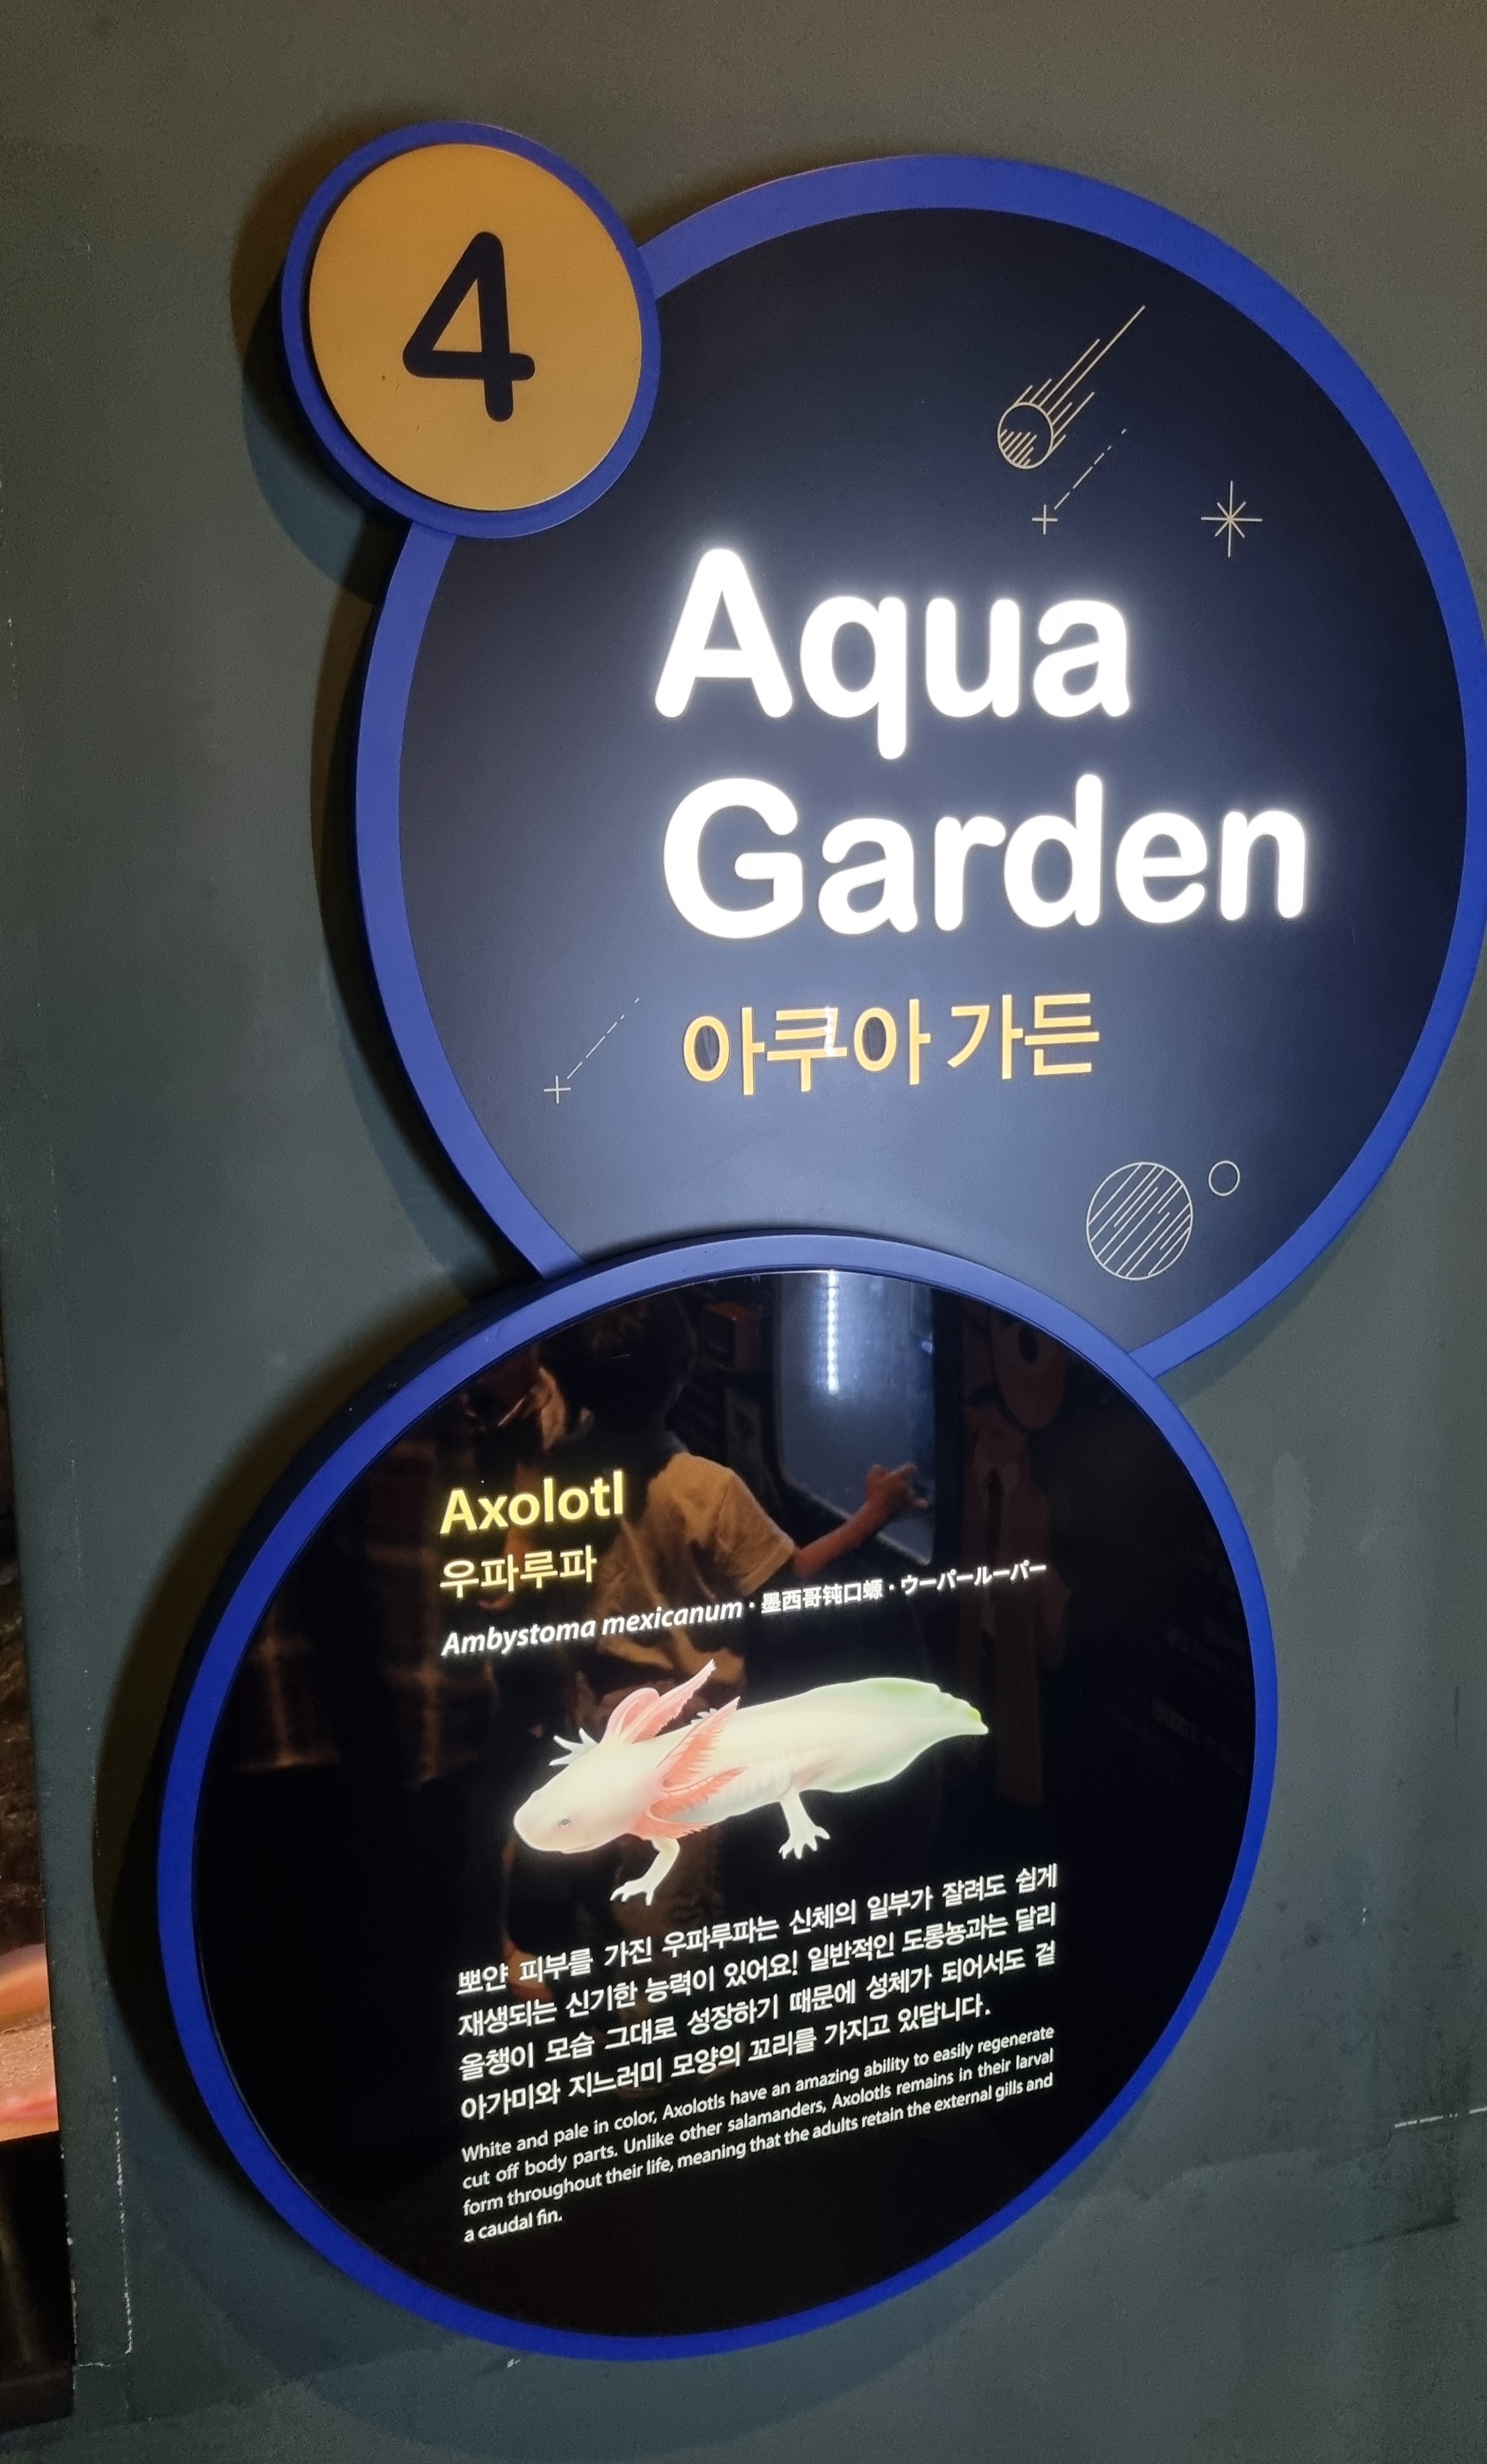 4
Aqua
Garden
아쿠아 가든
Axolotl
우파루파
Ambystoma mexicanum · 墨西哥钝口螈 · ウーパールーパー
뽀얀 피부를 가진 우파루파는 신체의 일부가 잘려도 쉽게
재생되는 신기한 능력이 있어요! 일반적인 도롱뇽과는 달리
올챙이 모습 그대로 성장하기 때문에 성체가 되어서도 겉
아가미와 지느러미 모양의 꼬리를 가지고 있답니다.
White and pale in color, Axolotls have an amazing ability to easily regenerate
cut off body parts. Unlike other salamanders, Axolotls remains in their larval
form throughout their life, meaning that the adults retain the external gills and
a caudal fin.